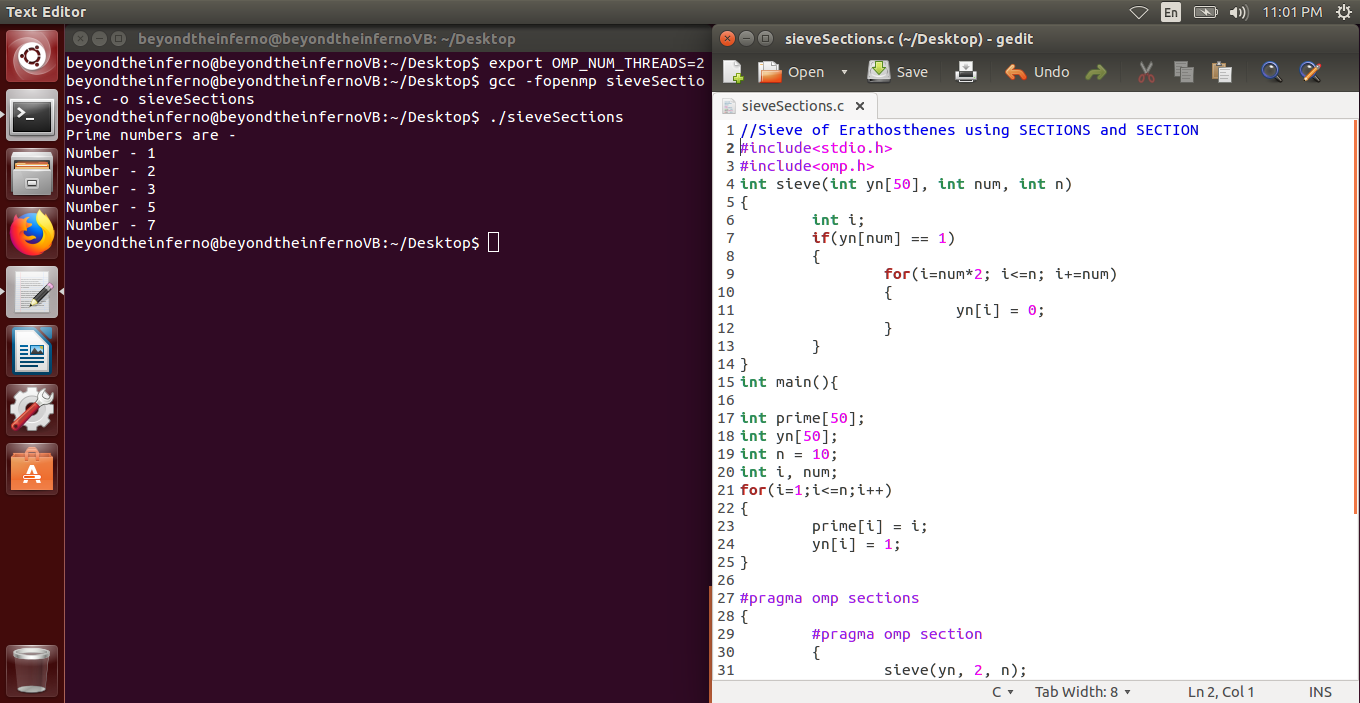 Text Editor
En
11:01 PM
beyondtheinferno@beyondtheinfernoVB: ~/Desktop
beyondtheinferno@beyondtheinfernoVB:~/Desktop$ export OMP_NUM_THREADS=2
beyondtheinferno@beyondtheinfernoVB:~/Desktop$ gcc -fopenmp sieveSectio
ns.c -o sieveSections
beyondtheinferno@beyondtheinfernoVB:~/Desktop$ ./sieveSections
Prime numbers are -
Number - 1
Number - 2
Number - 3
Number - 5
Number - 7
beyondtheinferno@beyondtheinfernoVB:~/Desktop$
sieveSections.c (~/Desktop) - gedit
Open
Save
Undo
sieveSections.c
1 //Sieve of Erathosthenes using SECTIONS and SECTION
2 #include<stdio.h>
3 #include<omp.h>
4 int sieve(int yn[50], int num, int n)
5 {
6         int i;
7         if(yn[num] == 1)
8         {
9                 for(i=num*2; i<=n; i+=num)
10                 {
11                         yn[i] = 0;
12                 }
13         }
14 }
15 int main(){
16
17 int prime[50];
18 int yn[50];
19 int n = 10;
20 int i, num;
21 for(i=1;i<=n;i++)
22 {
23         prime[i] = i;
24         yn[i] = 1;
25 }
26
27 #pragma omp sections
28 {
29         #pragma omp section
30         {
31                 sieve(yn, 2, n);
C
Tab Width: 8
Ln 2, Col 1
INS